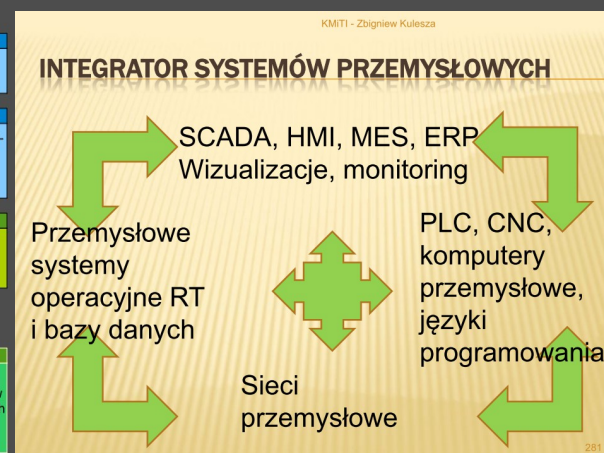 KMiTI - Zbigniew Kulesza
INTEGRATOR SYSTEMÓW PRZEMYSŁOWYCH
SCADA, HMI, MES, ERP
Wizualizacje, monitoring
Przemysłowe
systemy
operacyjne RT
i bazy danych
PLC, CNC,
komputery
przemysłowe,
języki
programowania
Sieci
przemysłowe
281